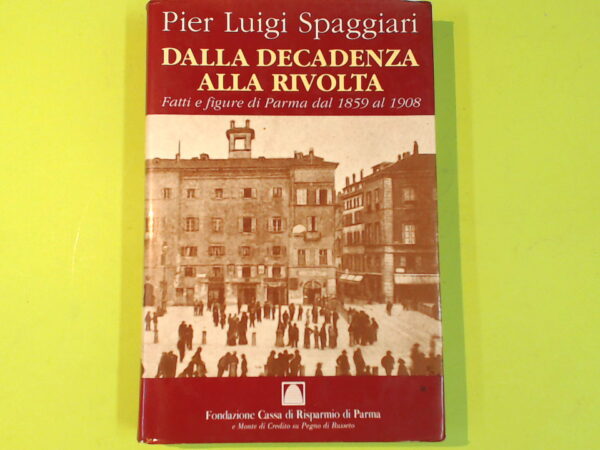 Pier Luigi Spaggiari
DALLA DECADENZA
ALLA RIVOLTA
Fatti e figure di Parma dal 1859 al 1908
Fondazione Cassa di Risparmio di Parma
e Monte di Credito su Pegno di Busseto